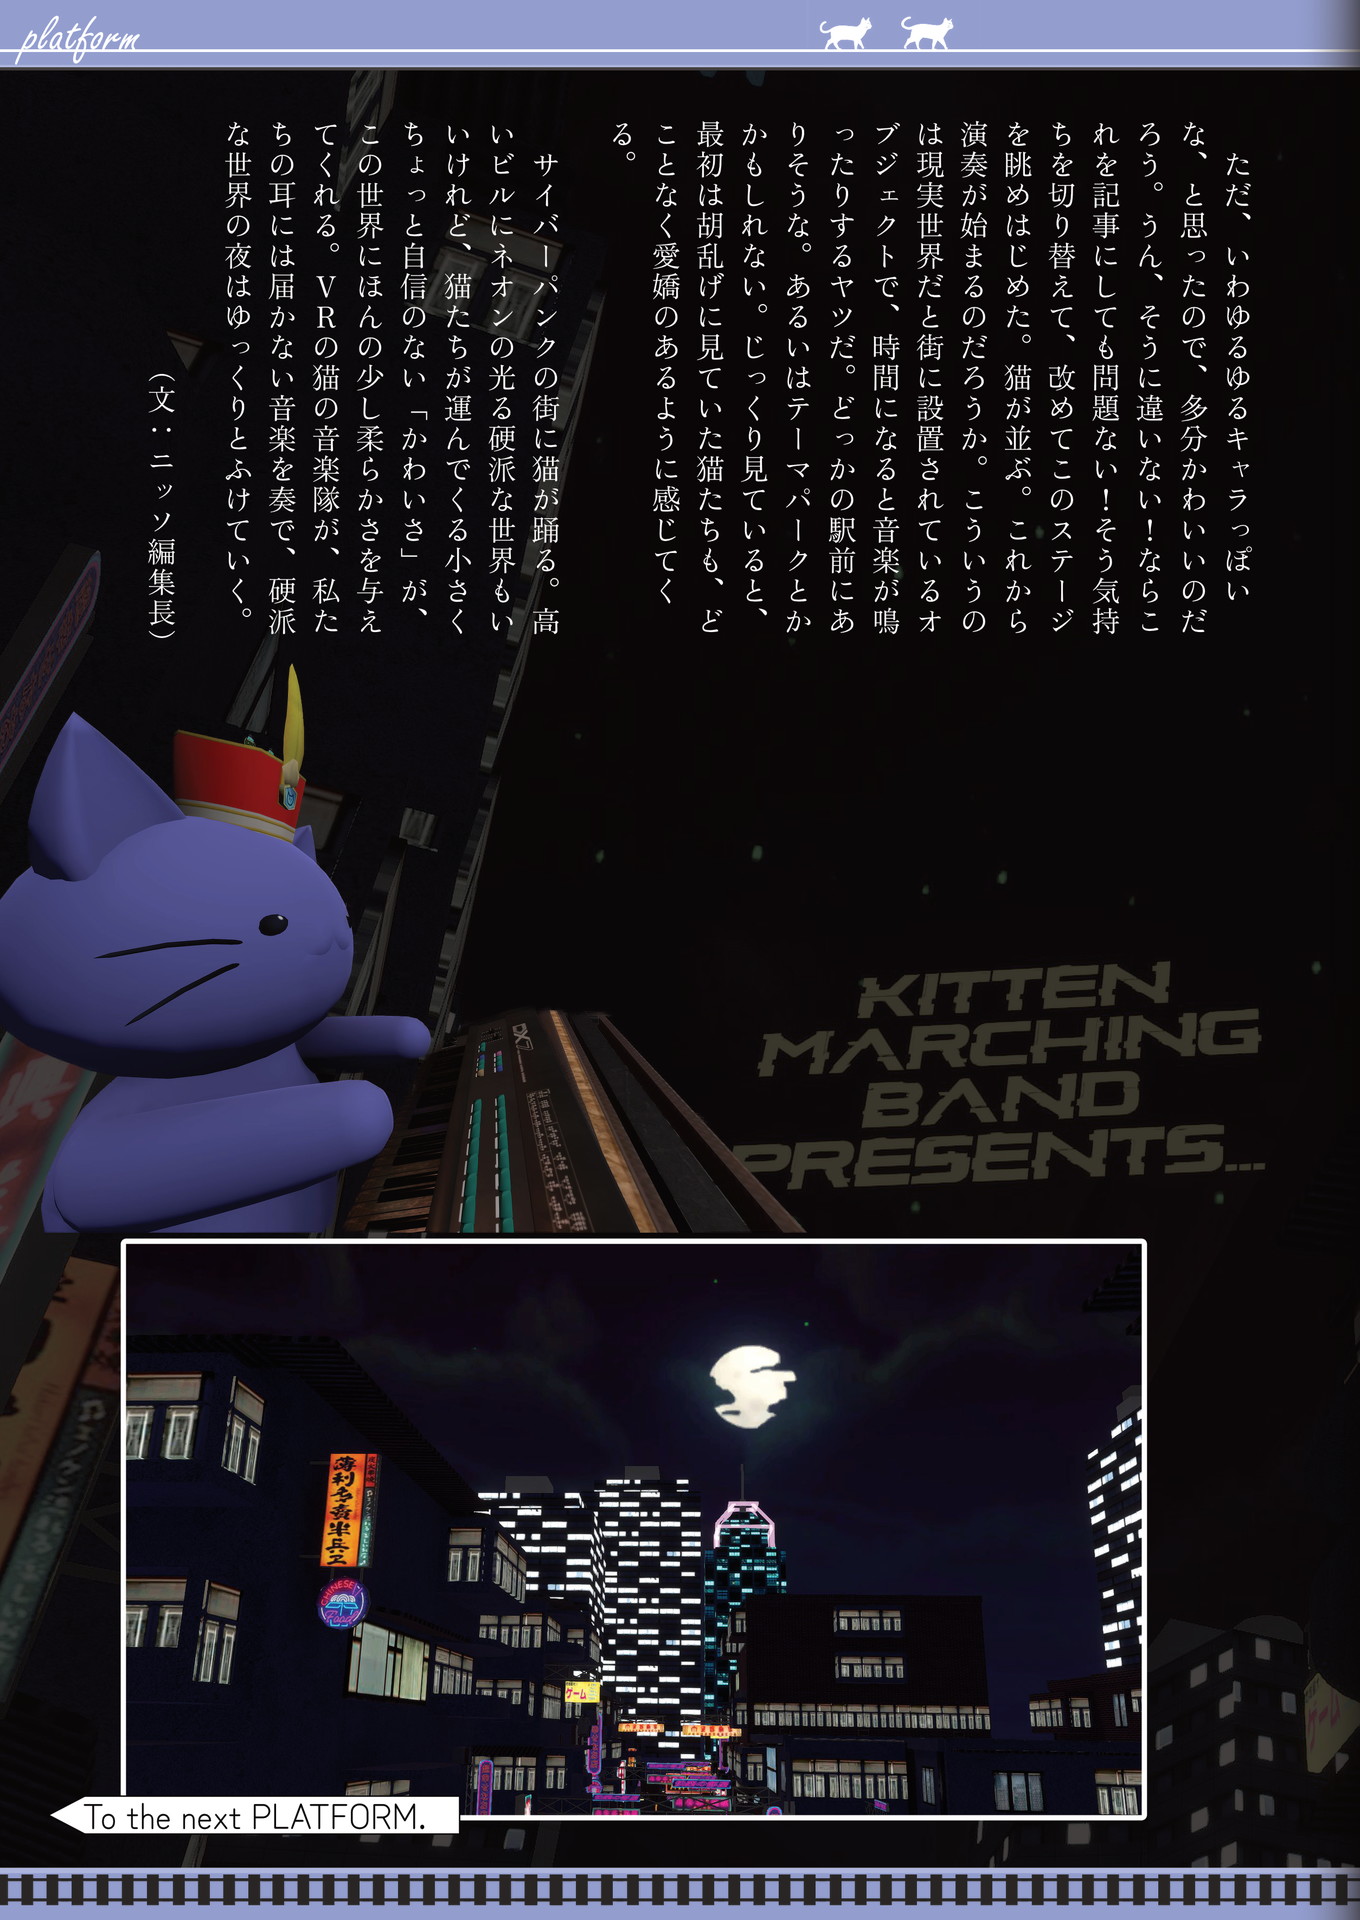 platform
ただ、いわゆるゆるキャラっぽい
な、と思ったので、多分かわいいのだ
ろう。うん、そうに違いない！ならこ
れを記事にしても問題ない！そう気持
ちを切り替えて、改めてこのステージ
を眺めはじめた。猫が並ぶ。これから
演奏が始まるのだろうか。こういうの
は現実世界だと街に設置されているオ
ブジェクトで、時間になると音楽が鳴
ったりするヤツだ。どっかの駅前にあ
りそうな。あるいはテーマパークとか
かもしれない。じっくり見ていると、
最初は胡乱げに見ていた猫たちも、ど
ことなく愛嬌のあるように感じてく
る。
サイバーパンクの街に猫が踊る。高
いビルにネオンの光る硬派な世界もい
いけれど、猫たちが運んでくる小さく
ちょっと自信のない「かわいさ」が、
この世界にほんの少し柔らかさを与え
てくれる。VRの猫の音楽隊が、私た
ちの耳には届かない音楽を奏で、硬派
な世界の夜はゆっくりとふけていく。
（文：ニッソ編集長）
KITTEN
MARCHING
BAND
PRESENTS...
DX7
薄利多売半兵ヱ
CHINESE
Food
ゲーム
ゲーム
To the next PLATFORM.